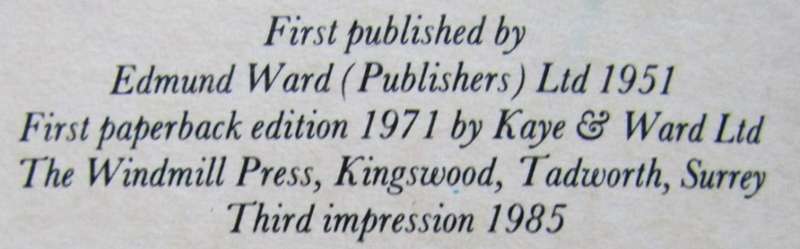 First published by
Edmund Ward (Publishers) Ltd 1951
First paperback edition 1971 by Kaye & Ward Ltd
The Windmill Press, Kingswood, Tadworth, Surrey
Third impression 1985